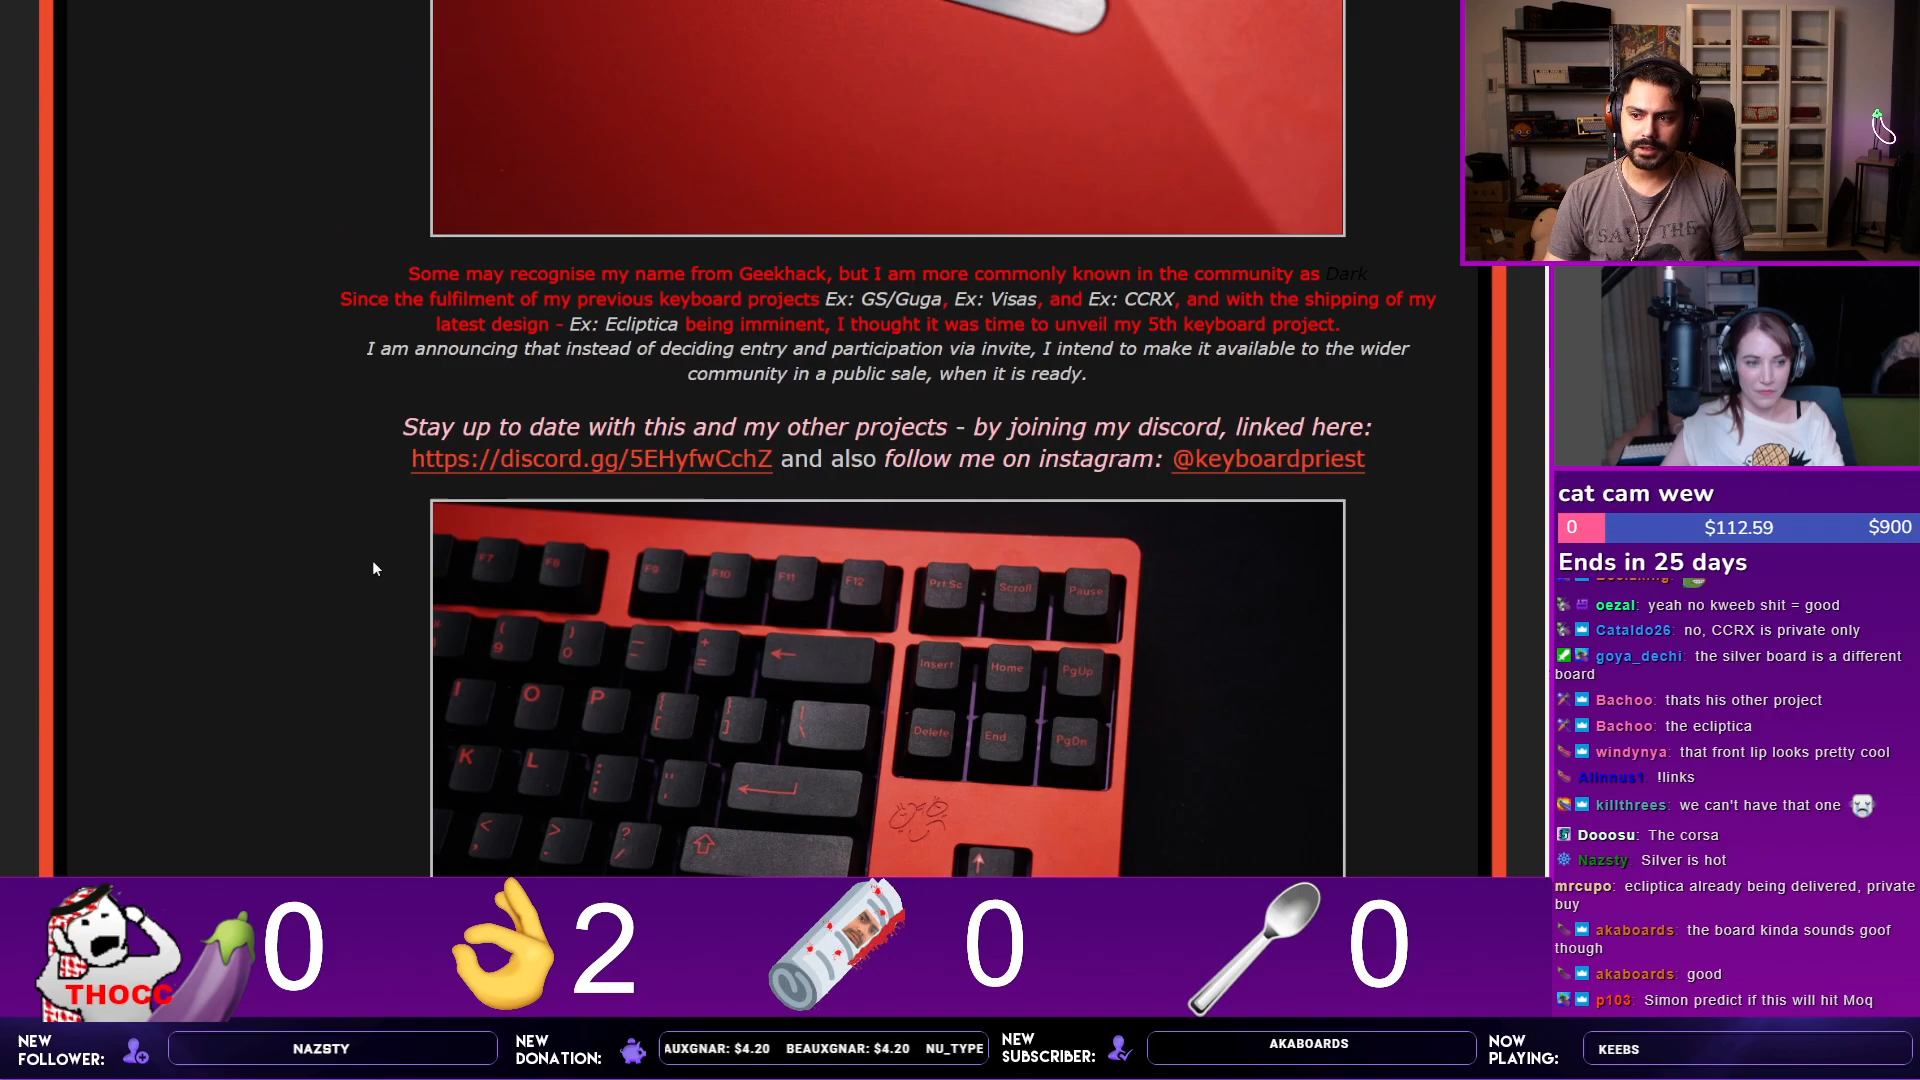 Some may recognise my name from Geekhack, but I am more commonly known in the community as Dark
Since the fulfilment of my previous keyboard projects Ex: GS/Guga, Ex: Visas, and Ex: CCRX, and with the shipping of my
latest design - Ex: Ecliptica being imminent, I thought it was time to unveil my 5th keyboard project.
I am announcing that instead of deciding entry and participation via invite, I intend to make it available to the wider
community in a public sale, when it is ready.
Stay up to date with this and my other projects - by joining my discord, linked here:
https://discord.gg/5EHyfwCchZ and also follow me on instagram: @keyboardpriest
F7 F8 F9 F10 F11 F12 Prt Sc Scroll Pause
( 9 ) 0 — - + = Insert Home PgUp
I O P { [ } ] | \ Delete End PgDn
K L : ; " '
< , > . ? /
SAVE THE
cat cam wew
0 $112.59 $900
Ends in 25 days
oezal: yeah no kweeb shit = good
Cataldo26: no, CCRX is private only
goya_dechi: the silver board is a different
board
Bachoo: thats his other project
Bachoo: the ecliptica
windynya: that front lip looks pretty cool
Alinnus1: !links
killthrees: we can't have that one
Dooosu: The corsa
Nazsty: Silver is hot
mrcupo: ecliptica already being delivered, private
buy
akaboards: the board kinda sounds goof
though
akaboards: good
p103: Simon predict if this will hit Moq
THOCC
0 2 0 0
NEW
FOLLOWER:
NAZSTY
NEW
DONATION:
AUXGNAR: $4.20 BEAUXGNAR: $4.20 NU_TYPE
NEW
SUBSCRIBER:
AKABOARDS
NOW
PLAYING:
KEEBS